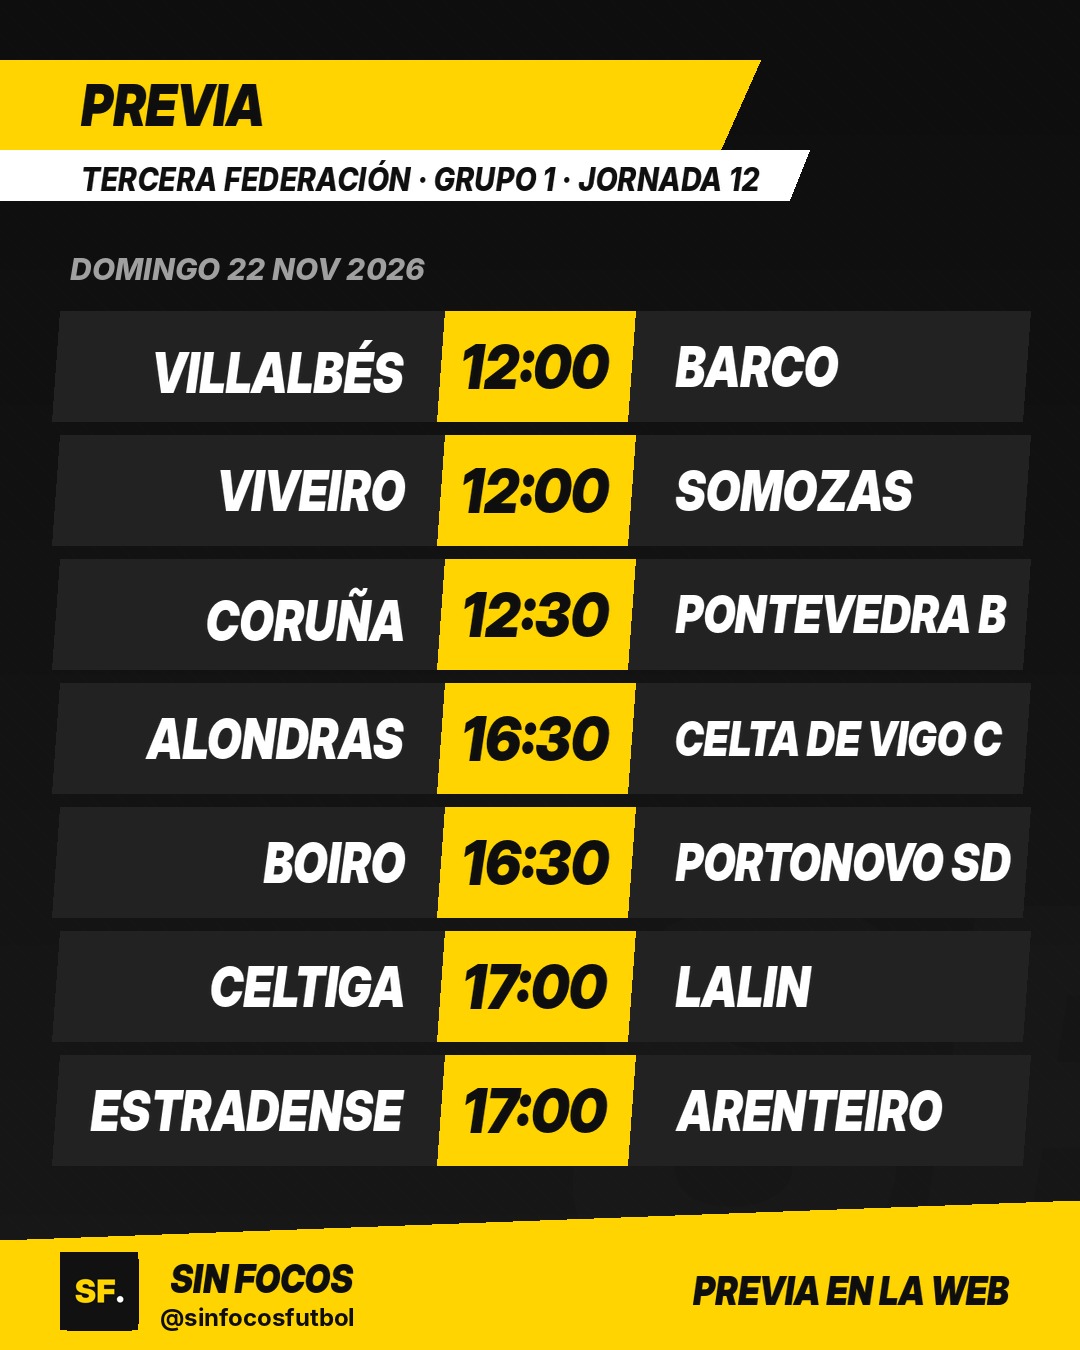 PREVIA
TERCERA FEDERACIÓN · GRUPO 1 · JORNADA 12
DOMINGO 22 NOV 2026
VILLALBÉS 12:00 BARCO
VIVEIRO 12:00 SOMOZAS
CORUÑA 12:30 PONTEVEDRA B
ALONDRAS 16:30 CELTA DE VIGO C
BOIRO 16:30 PORTONOVO SD
CELTIGA 17:00 LALIN
ESTRADENSE 17:00 ARENTEIRO
SF. SIN FOCOS
@sinfocosfutbol
PREVIA EN LA WEB